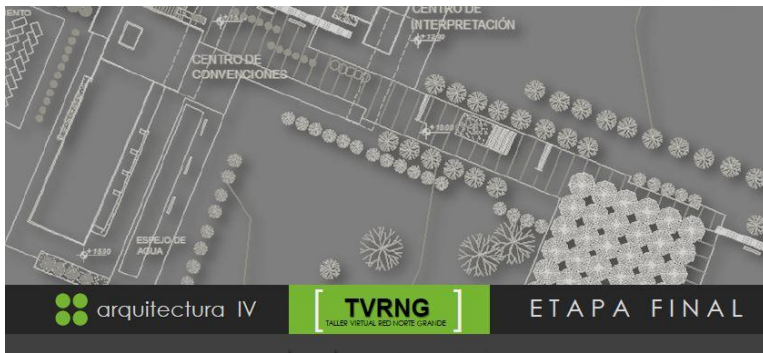 CENTRO DE
INTERPRETACIÓN
CENTRO DE
CONVENCIONES
ESPEJO DE
AGUA
arquitectura IV
[ TVRNG ]
TALLER VIRTUAL RED NORTE GRANDE
ETAPA FINAL